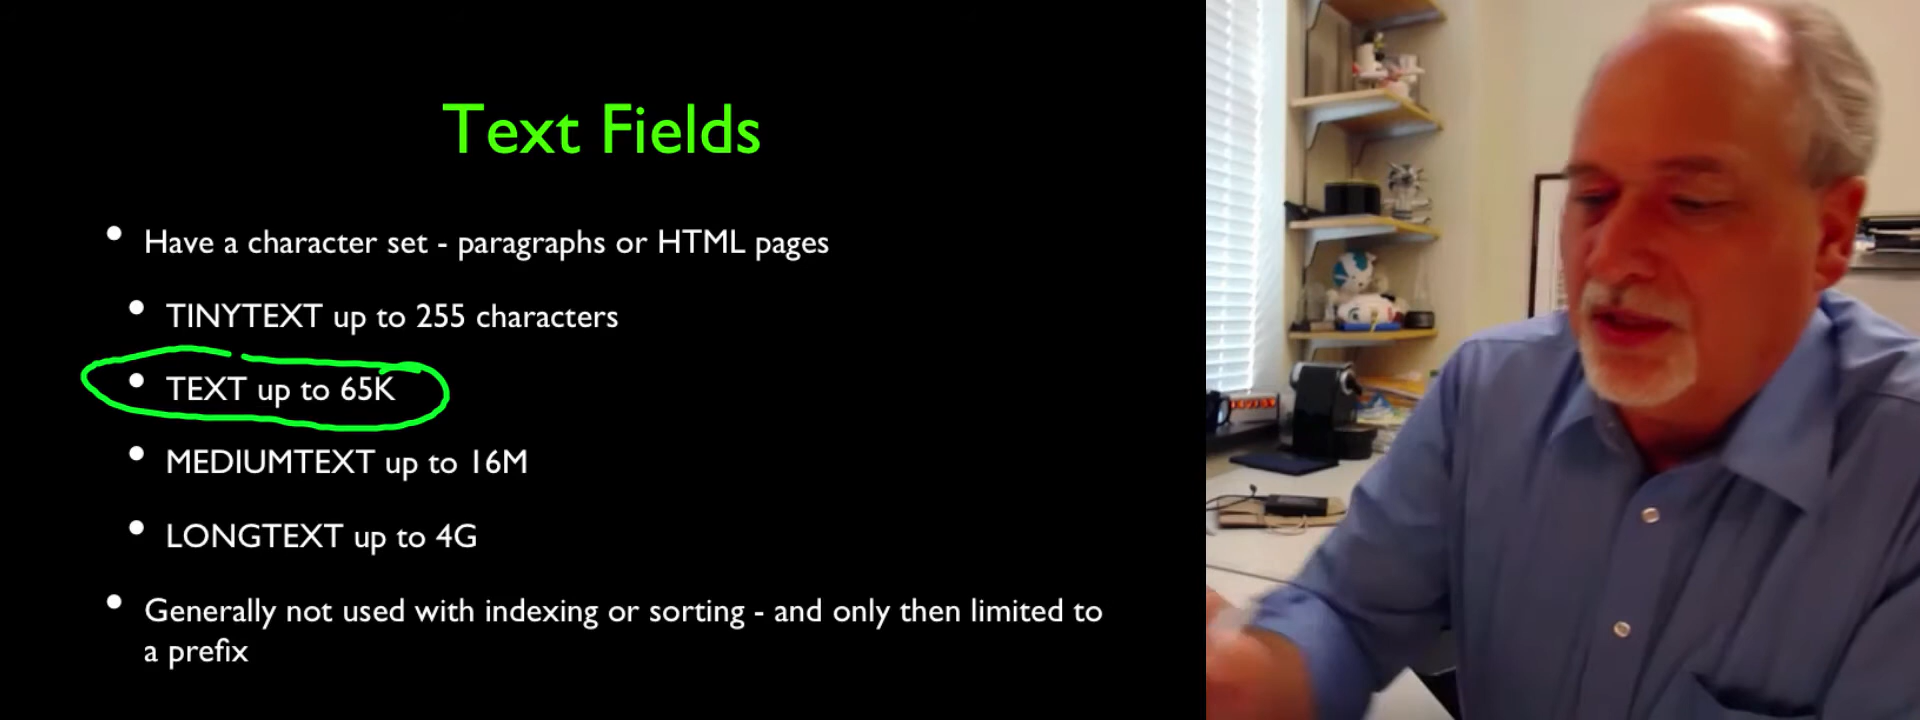 Text Fields
Have a character set - paragraphs or HTML pages
TINYTEXT up to 255 characters
TEXT up to 65K
MEDIUMTEXT up to 16M
LONGTEXT up to 4G
Generally not used with indexing or sorting - and only then limited to
a prefix